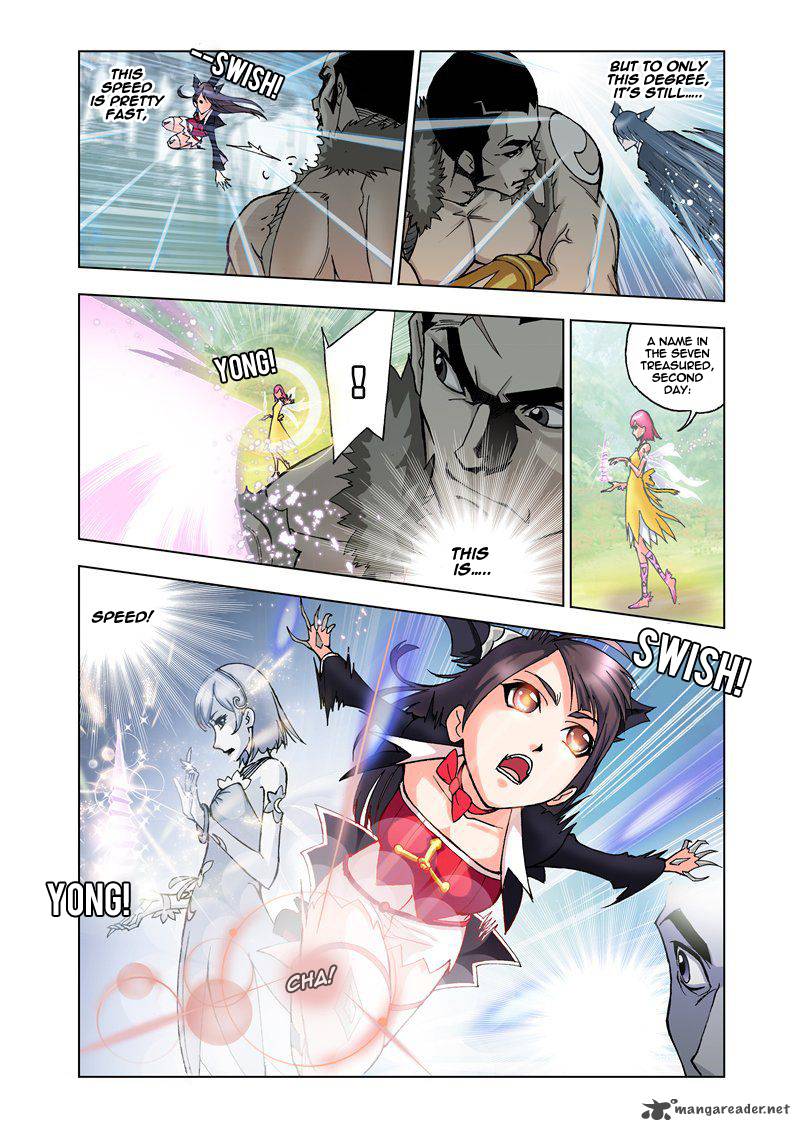 THIS
SPEED
IS PRETTY
FAST,
--SWISH!
BUT TO ONLY
THIS DEGREE,
IT'S STILL.....
YONG!
!
THIS
IS.....
A NAME IN
THE SEVEN
TREASURED,
SECOND
DAY:
SPEED!
SWISH!
YONG!
CHA!
mangareader.net